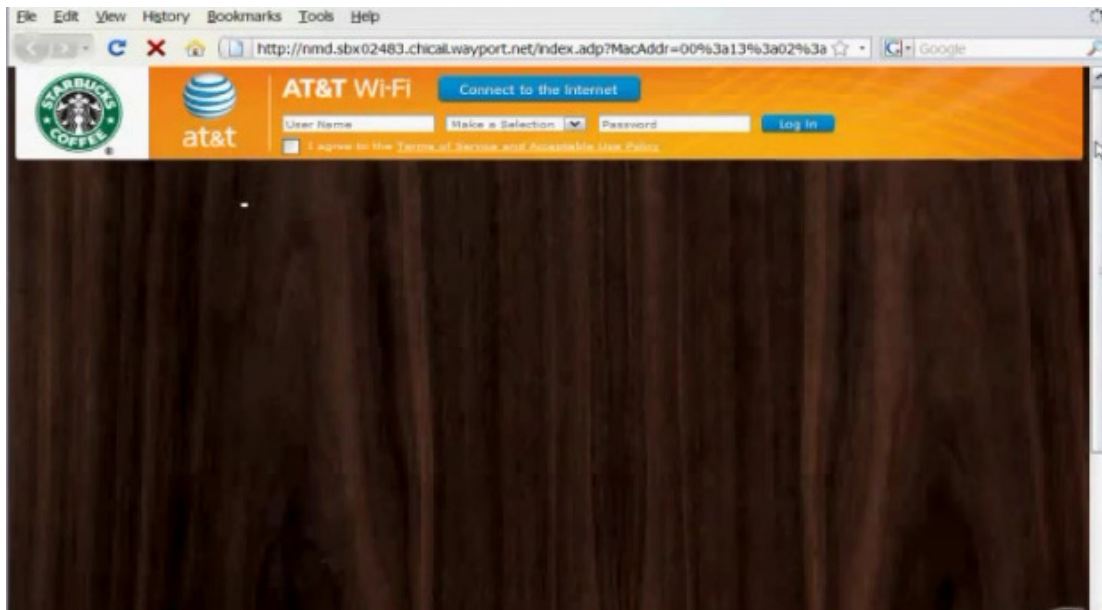 File Edit View History Bookmarks Tools Help
http://nmd.sbx02483.chicail.wayport.net/index.adp?MacAddr=00%3a13%3a02%3a
Google
STARBUCKS COFFEE
at&t
AT&T Wi-Fi
Connect to the Internet
User Name Make a Selection Password Log In
I agree to the Terms of Service and Acceptable Use Policy